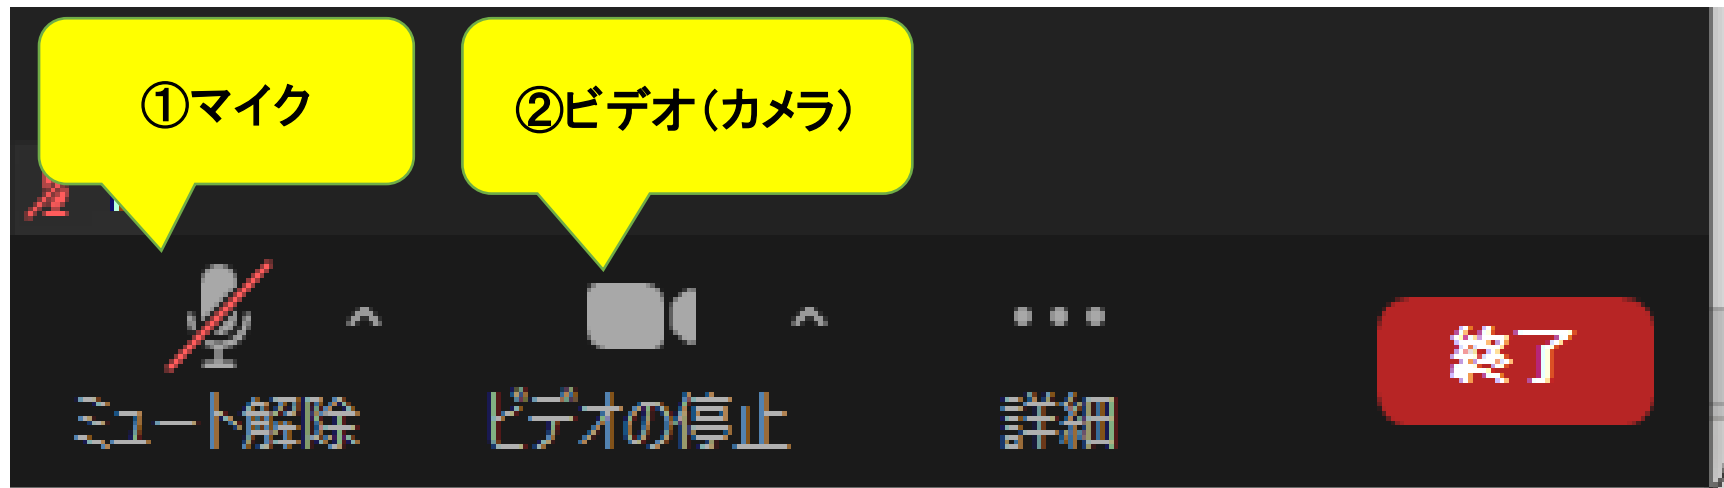 ①マイク
②ビデオ（カメラ）
ミュート解除
ビデオの停止
詳細
終了